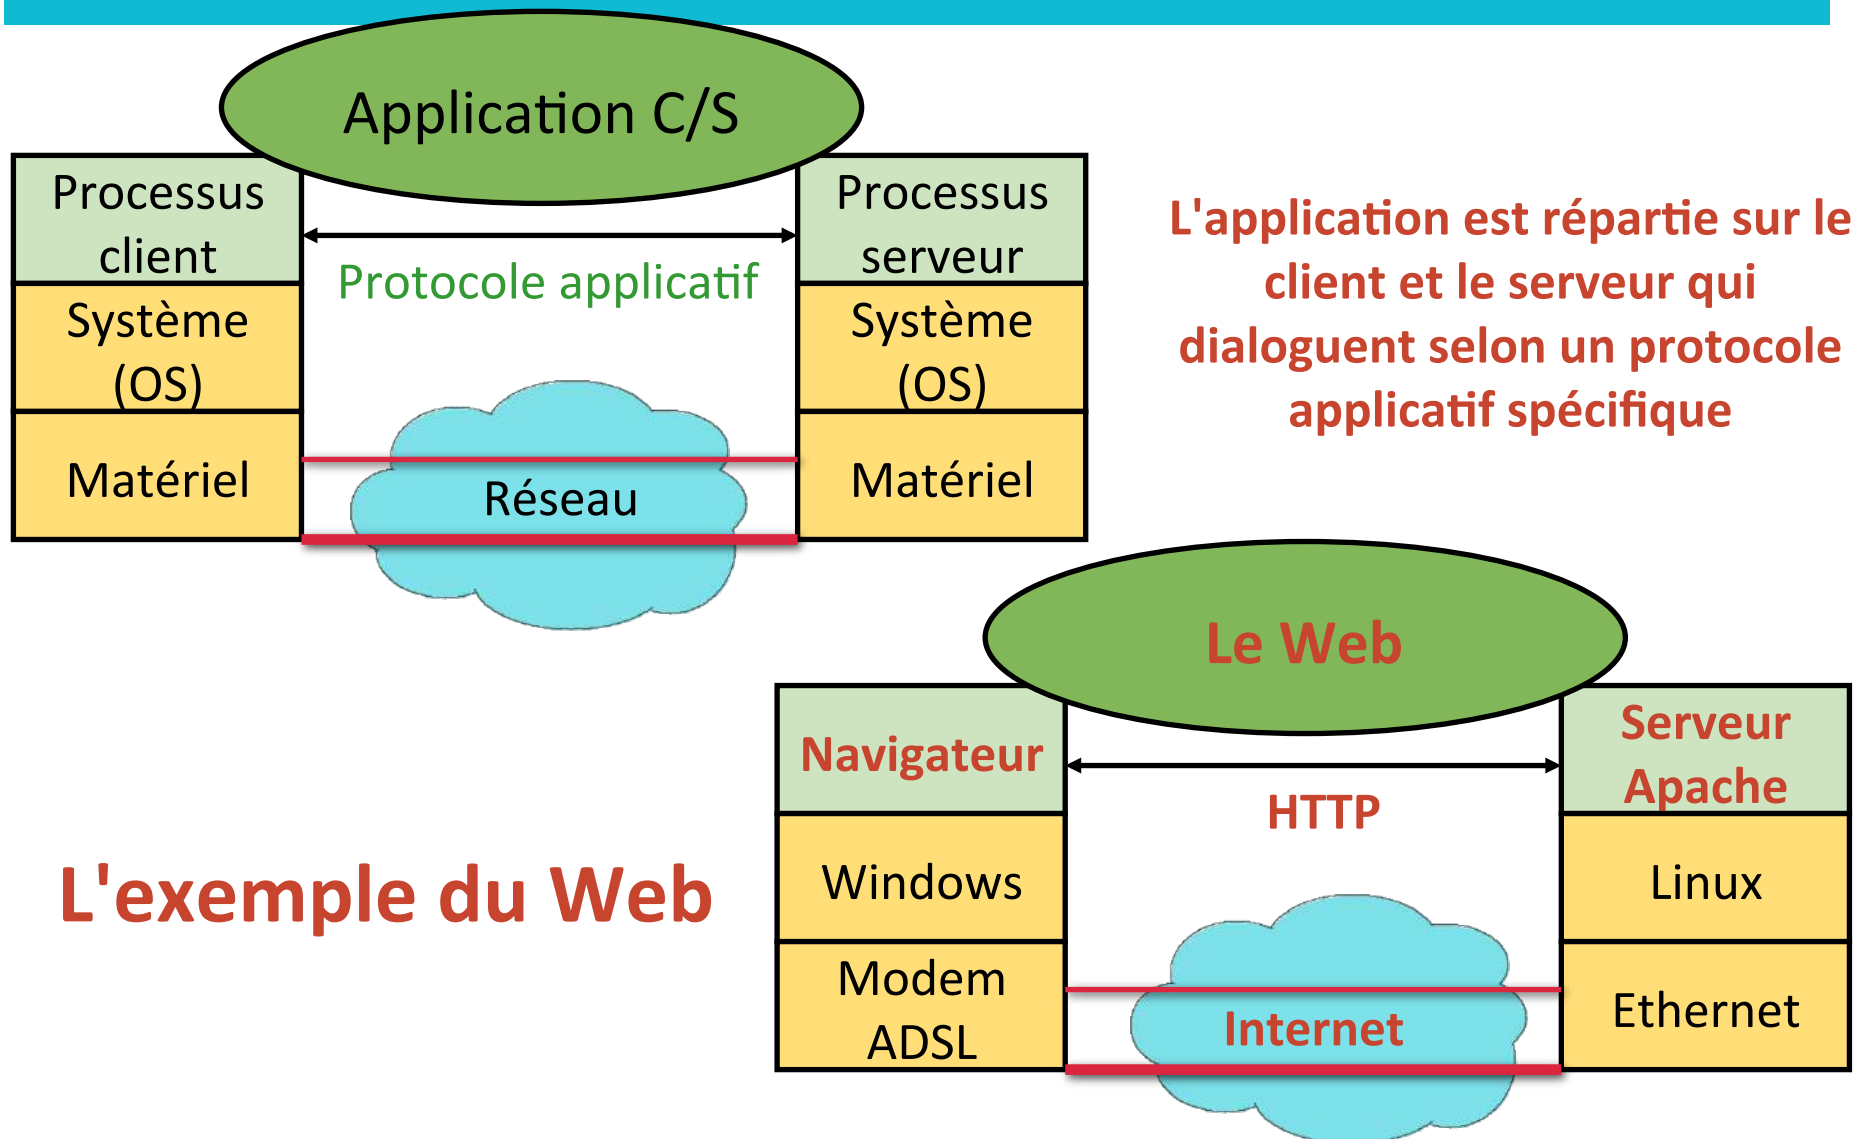 Application C/S
Processus
client
Processus
serveur
Protocole applicatif
Système
(OS)
Système
(OS)
Matériel
Réseau
Matériel
L'application est répartie sur le
client et le serveur qui
dialoguent selon un protocole
applicatif spécifique
L'exemple du Web
Le Web
Navigateur
Serveur
Apache
HTTP
Windows
Linux
Modem
ADSL
Internet
Ethernet